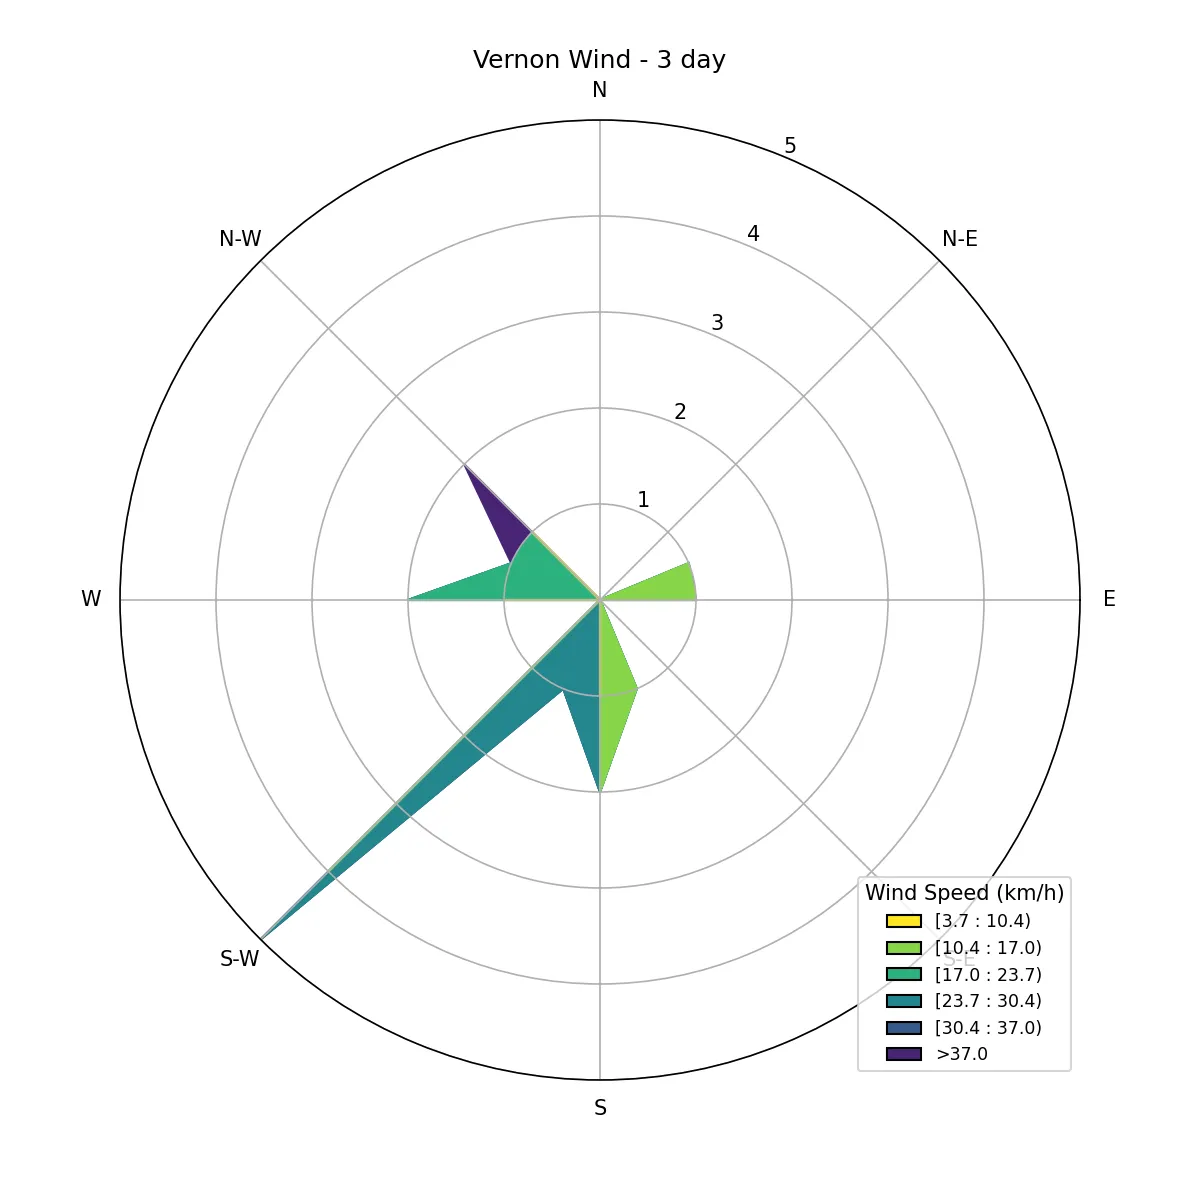 Vernon Wind - 3 day
N
5
N-W
N-E
4
3
2
1
W
E
S-W
S-E
Wind Speed (km/h)
[3.7 : 10.4)
[10.4 : 17.0)
[17.0 : 23.7)
[23.7 : 30.4)
[30.4 : 37.0)
>37.0
S